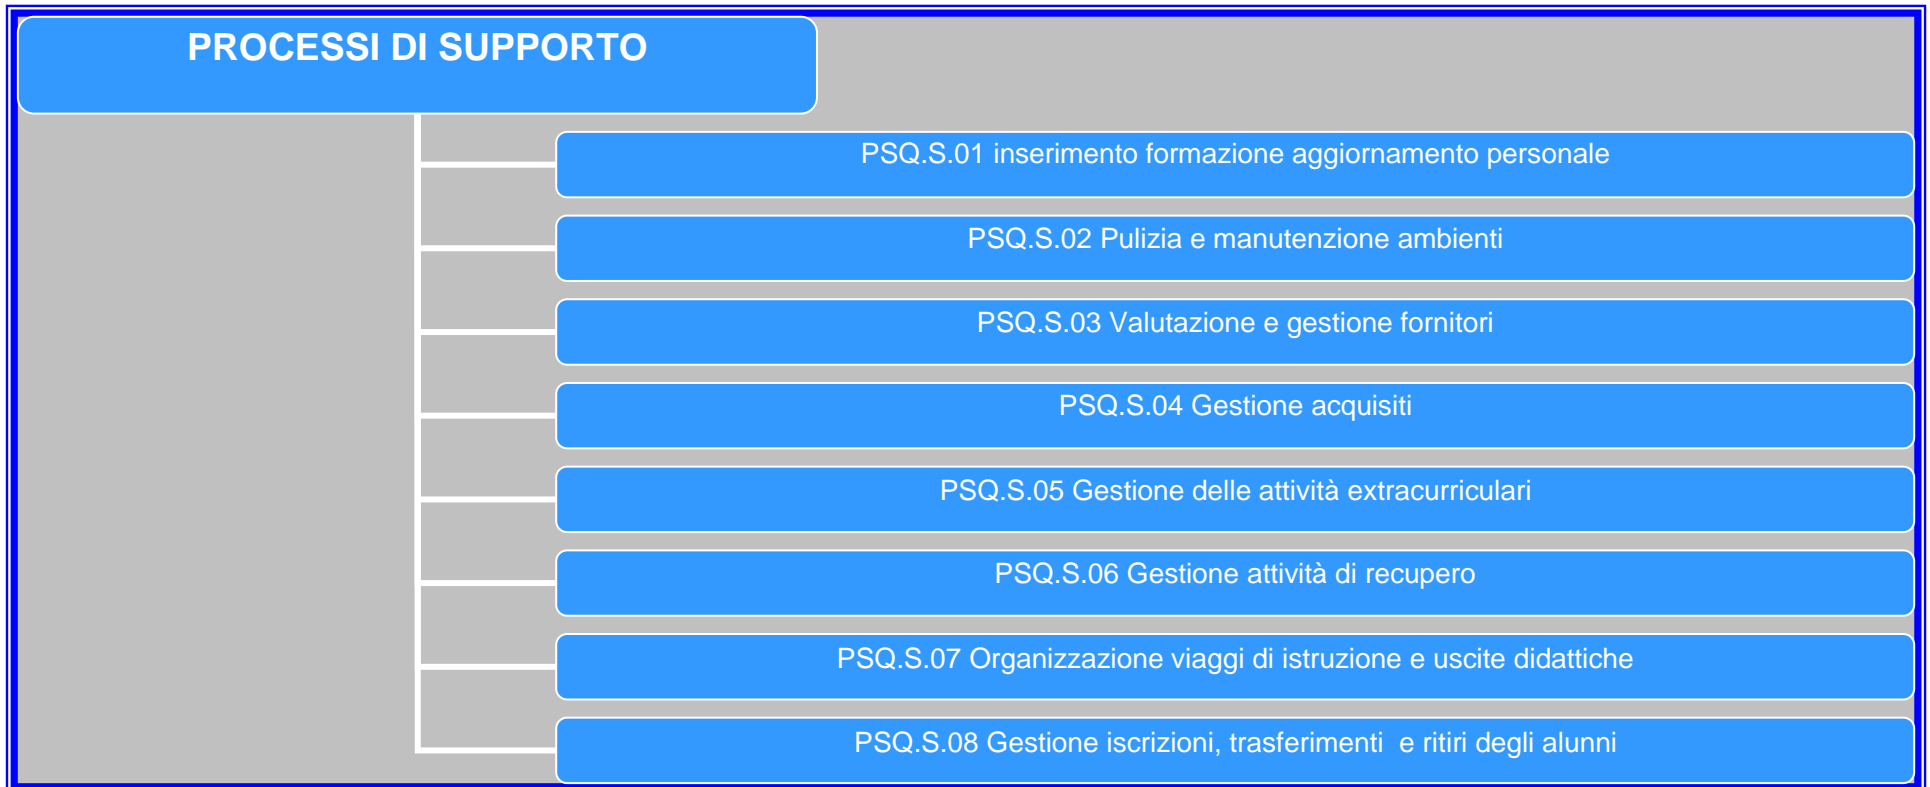 PROCESSI DI SUPPORTO
PSQ.S.01 inserimento formazione aggiornamento personale
PSQ.S.02 Pulizia e manutenzione ambienti
PSQ.S.03 Valutazione e gestione fornitori
PSQ.S.04 Gestione acquisiti
PSQ.S.05 Gestione delle attività extracurriculari
PSQ.S.06 Gestione attività di recupero
PSQ.S.07 Organizzazione viaggi di istruzione e uscite didattiche
PSQ.S.08 Gestione iscrizioni, trasferimenti  e ritiri degli alunni